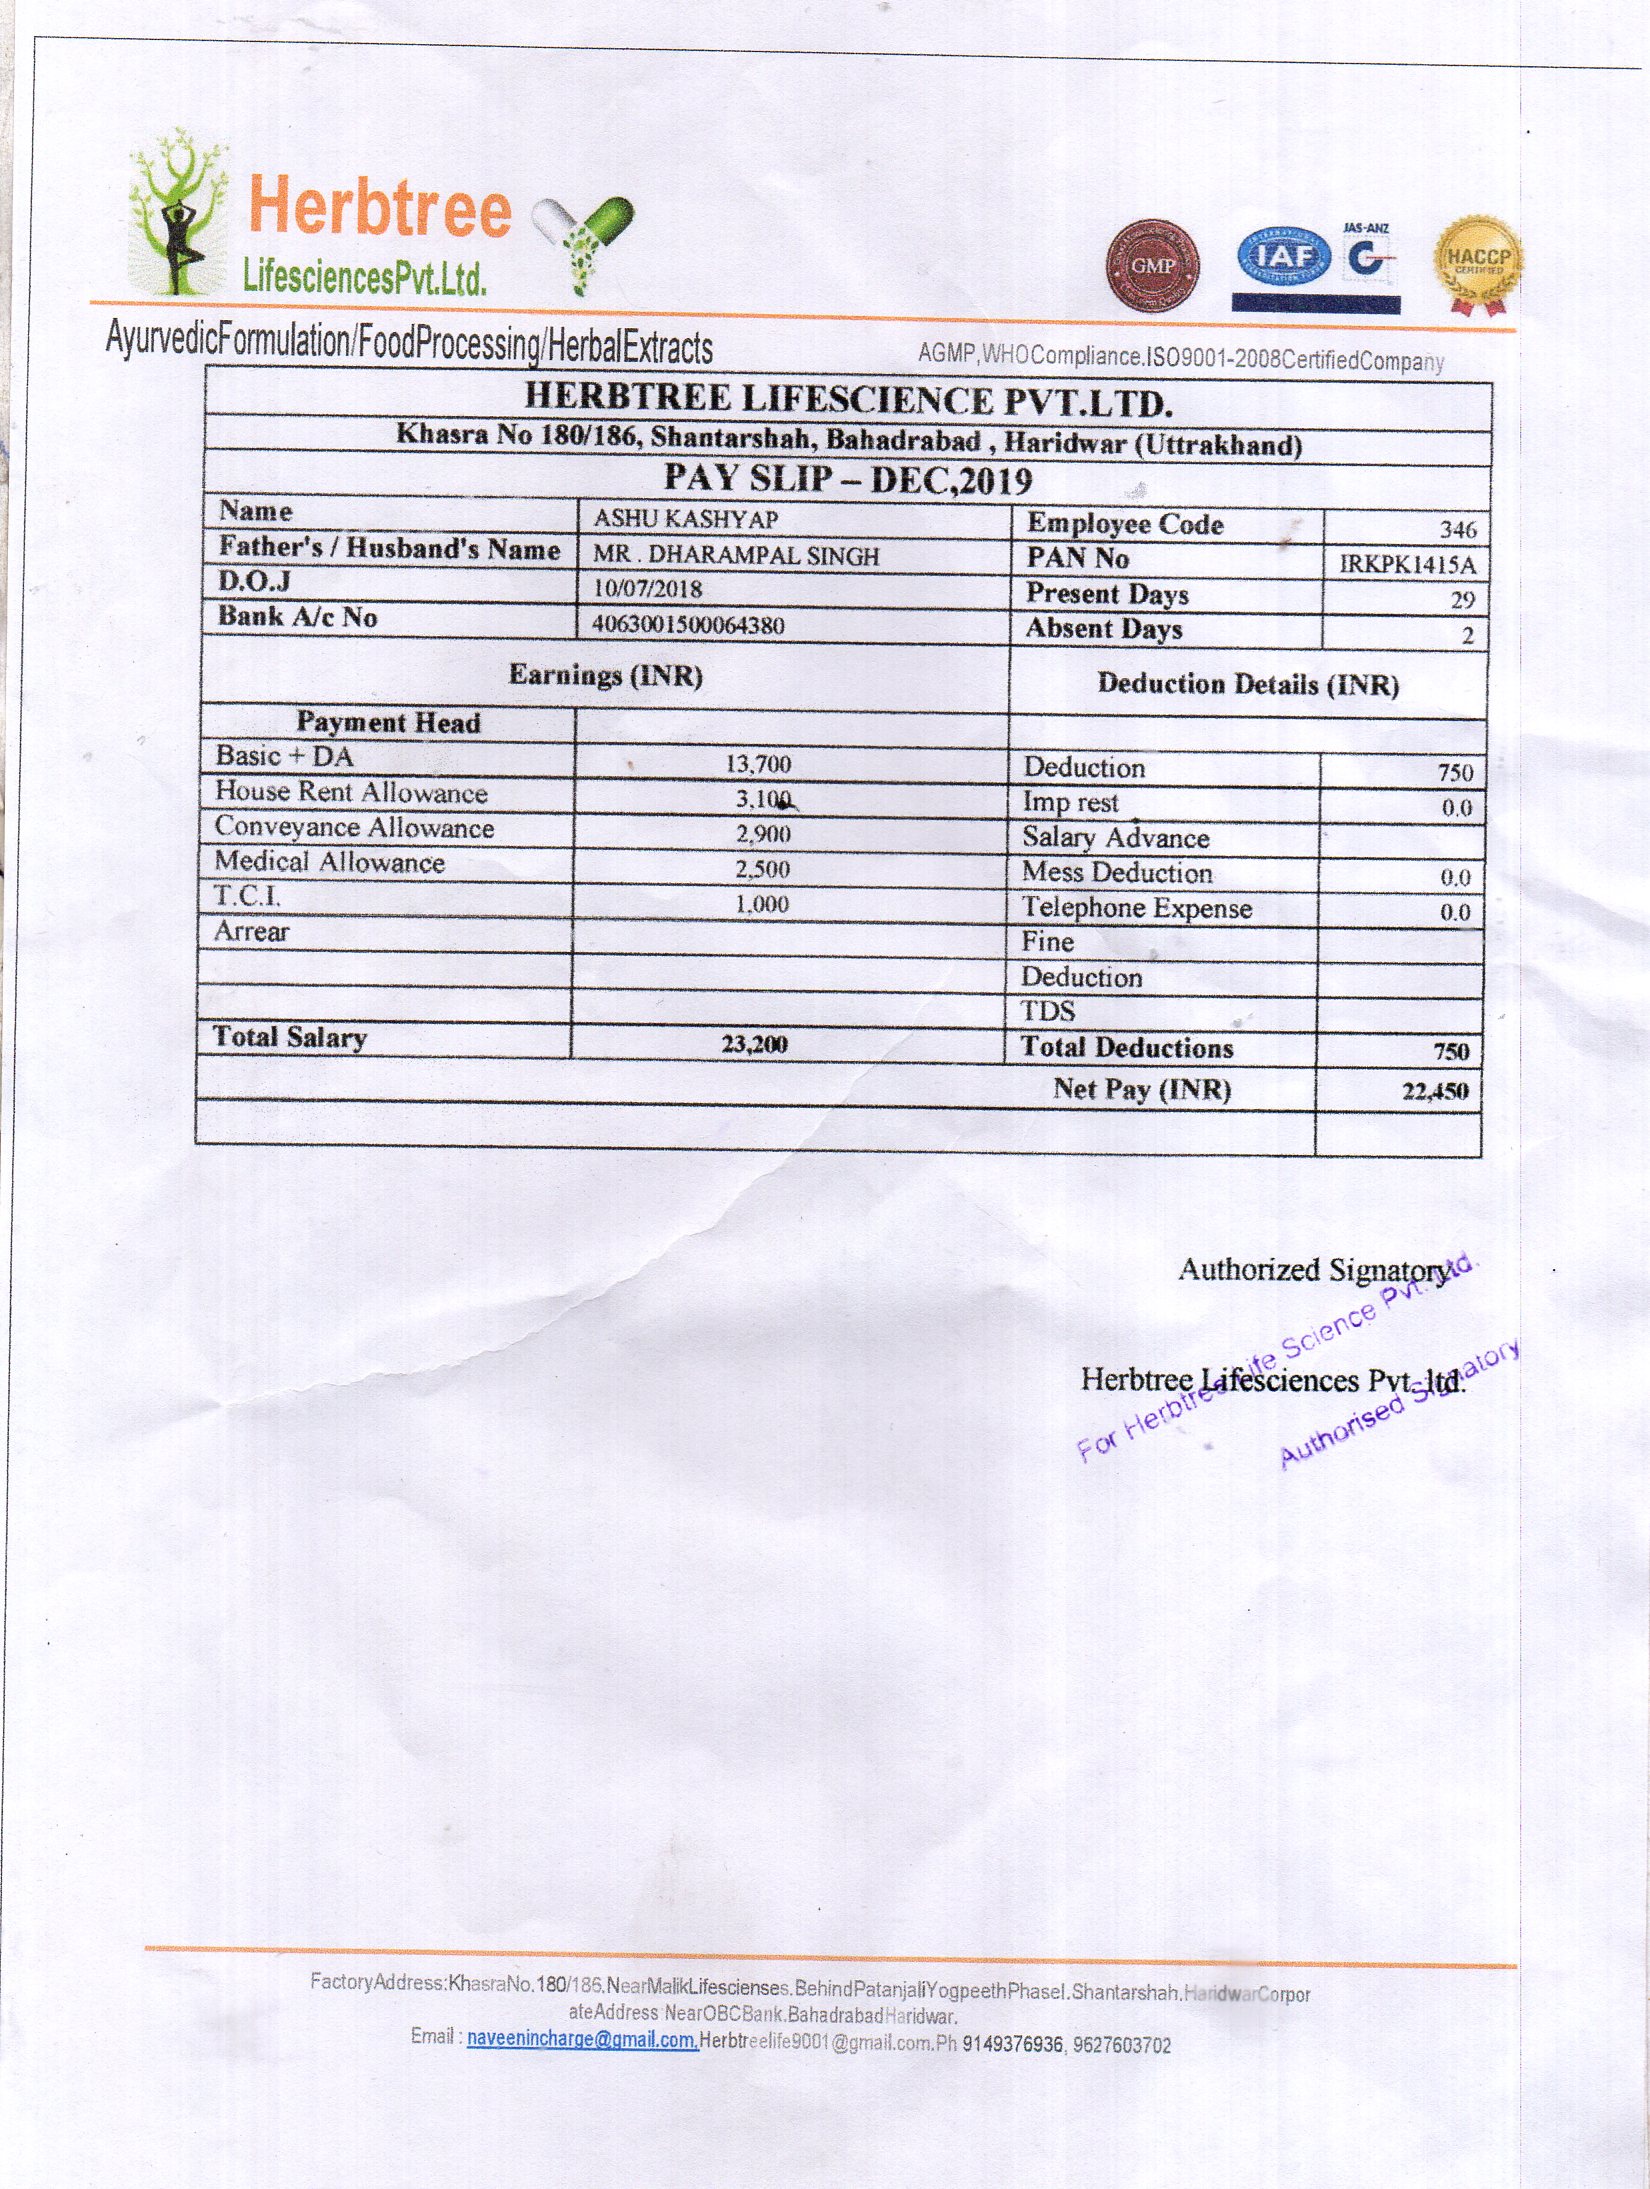 Herbtree
LifesciencesPvt.Ltd.
GMP
IAF
JAS-ANZ
HACCP
CERTIFIED
AyurvedicFormulation/FoodProcessing/HerbalExtracts
AGMP,WHOCompliance.ISO9001-2008CertifiedCompany
HERBTREE LIFESCIENCE PVT.LTD.
Khasra No 180/186, Shantarshah, Bahadrabad , Haridwar (Uttrakhand)
PAY SLIP – DEC,2019
Name ASHU KASHYAP Employee Code 346
Father's / Husband's Name MR . DHARAMPAL SINGH PAN No IRKPK1415A
D.O.J 10/07/2018 Present Days 29
Bank A/c No 4063001500064380 Absent Days 2
Earnings (INR) Deduction Details (INR)
Payment Head
Basic + DA 13,700 Deduction 750
House Rent Allowance 3,100 Imp rest 0.0
Conveyance Allowance 2,900 Salary Advance
Medical Allowance 2,500 Mess Deduction 0.0
T.C.I. 1,000 Telephone Expense 0.0
Arrear Fine
Deduction
TDS
Total Salary 23,200 Total Deductions 750
Net Pay (INR) 22,450
Authorized Signatory
Herbtree Lifesciences Pvt. ltd.
For Herbtree Life Science Pvt. Ltd.
Authorised Signatory
FactoryAddress:KhasraNo.180/186.NearMalikLifescienses.BehindPatanjaliYogpeethPhaseI.Shantarshah.HaridwarCorpor
ateAddress NearOBCBank.BahadrabadHaridwar.
Email : naveenincharge@gmail.com,Herbtreelife9001@gmail.com.Ph 9149376936, 9627603702